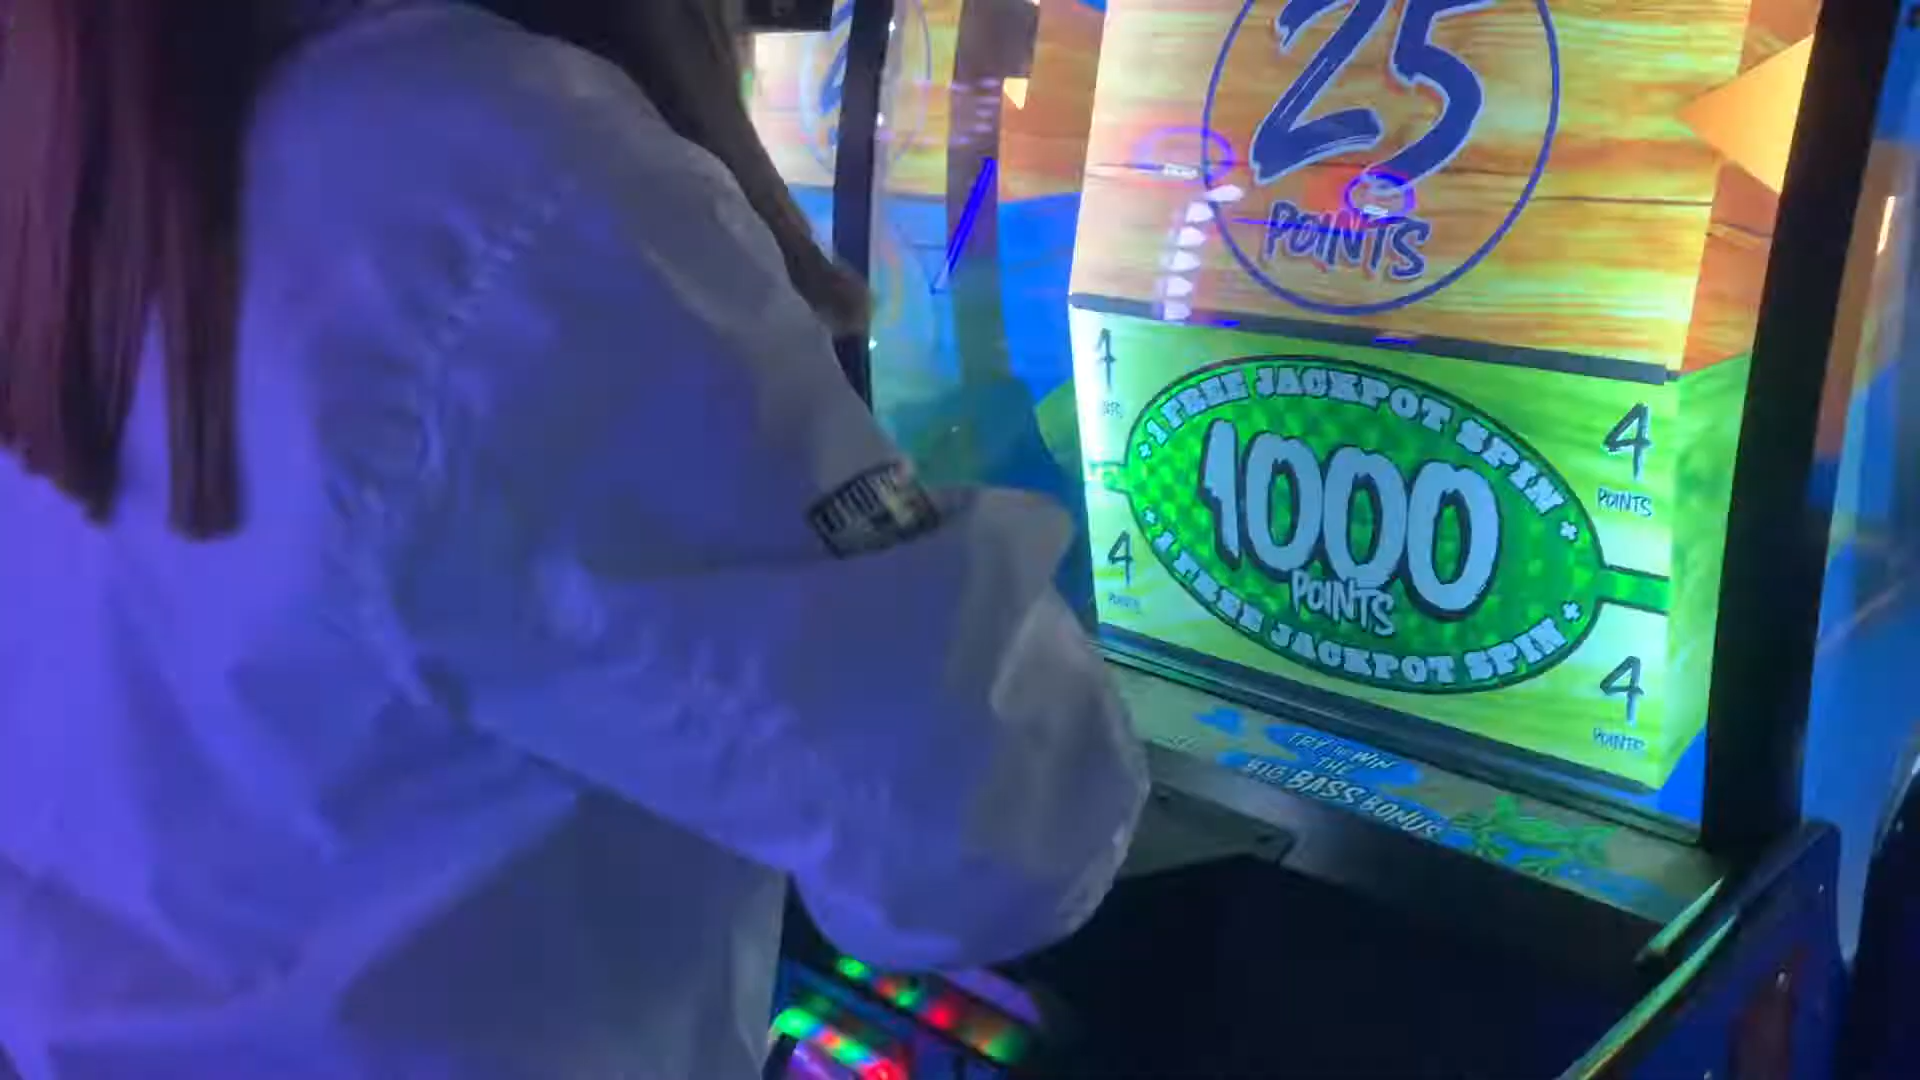 25
POINTS
4
1 FREE JACKPOT SPIN
1000
POINTS
1 FREE JACKPOT SPIN
4
POINTS
4
POINTS
4
POINTS
TRY TO WIN
THE
BIG BASS BONUS